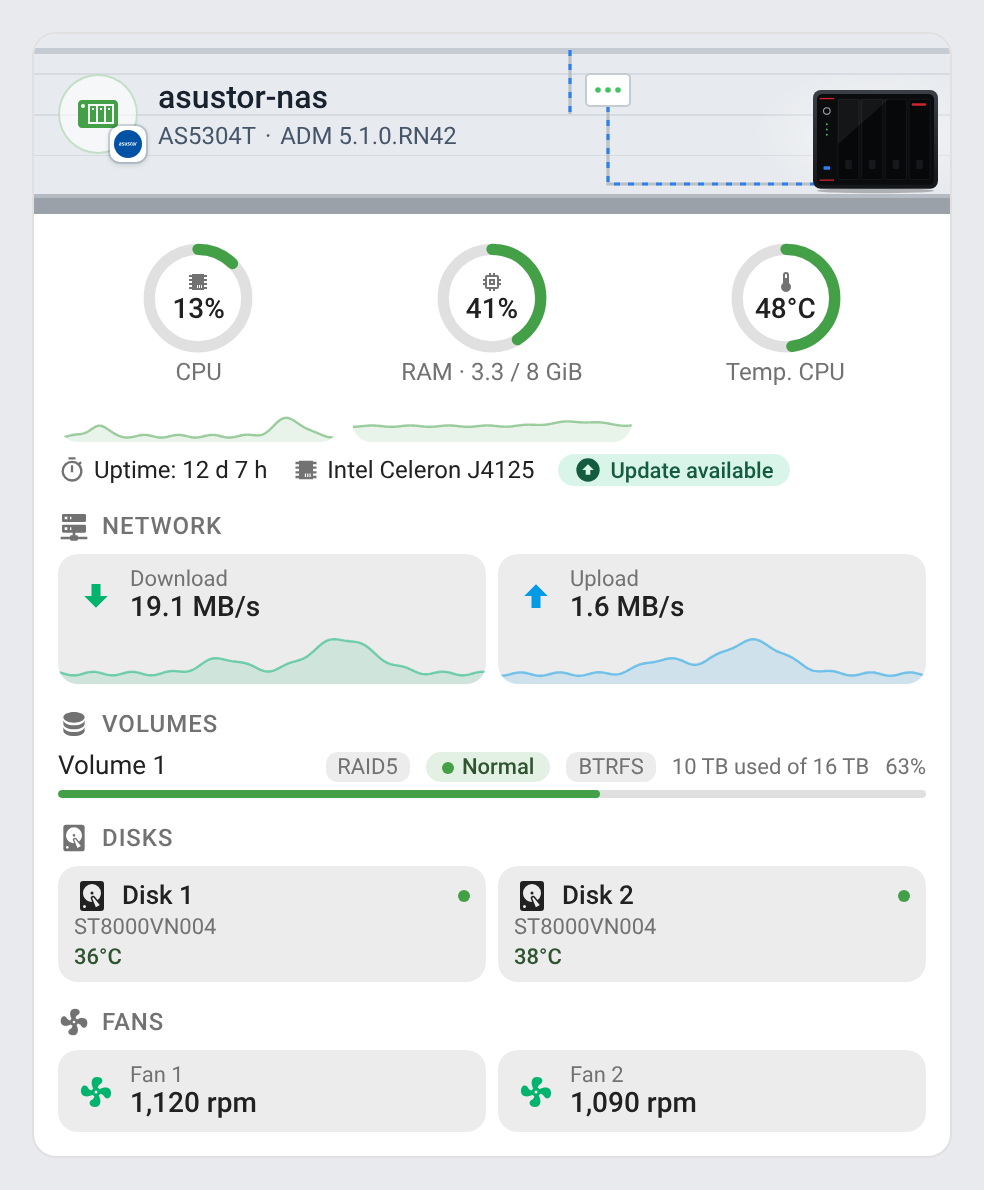 asustor-nas
asustor
AS5304T · ADM 5.1.0.RN42
13%
41%
48°C
CPU
RAM · 3.3 / 8 GiB
Temp. CPU
Uptime: 12 d 7 h
Intel Celeron J4125
Update available
NETWORK
Download
19.1 MB/s
Upload
1.6 MB/s
VOLUMES
Volume 1
RAID5
Normal
BTRFS
10 TB used of 16 TB
63%
DISKS
Disk 1
ST8000VN004
36°C
Disk 2
ST8000VN004
38°C
FANS
Fan 1
1,120 rpm
Fan 2
1,090 rpm